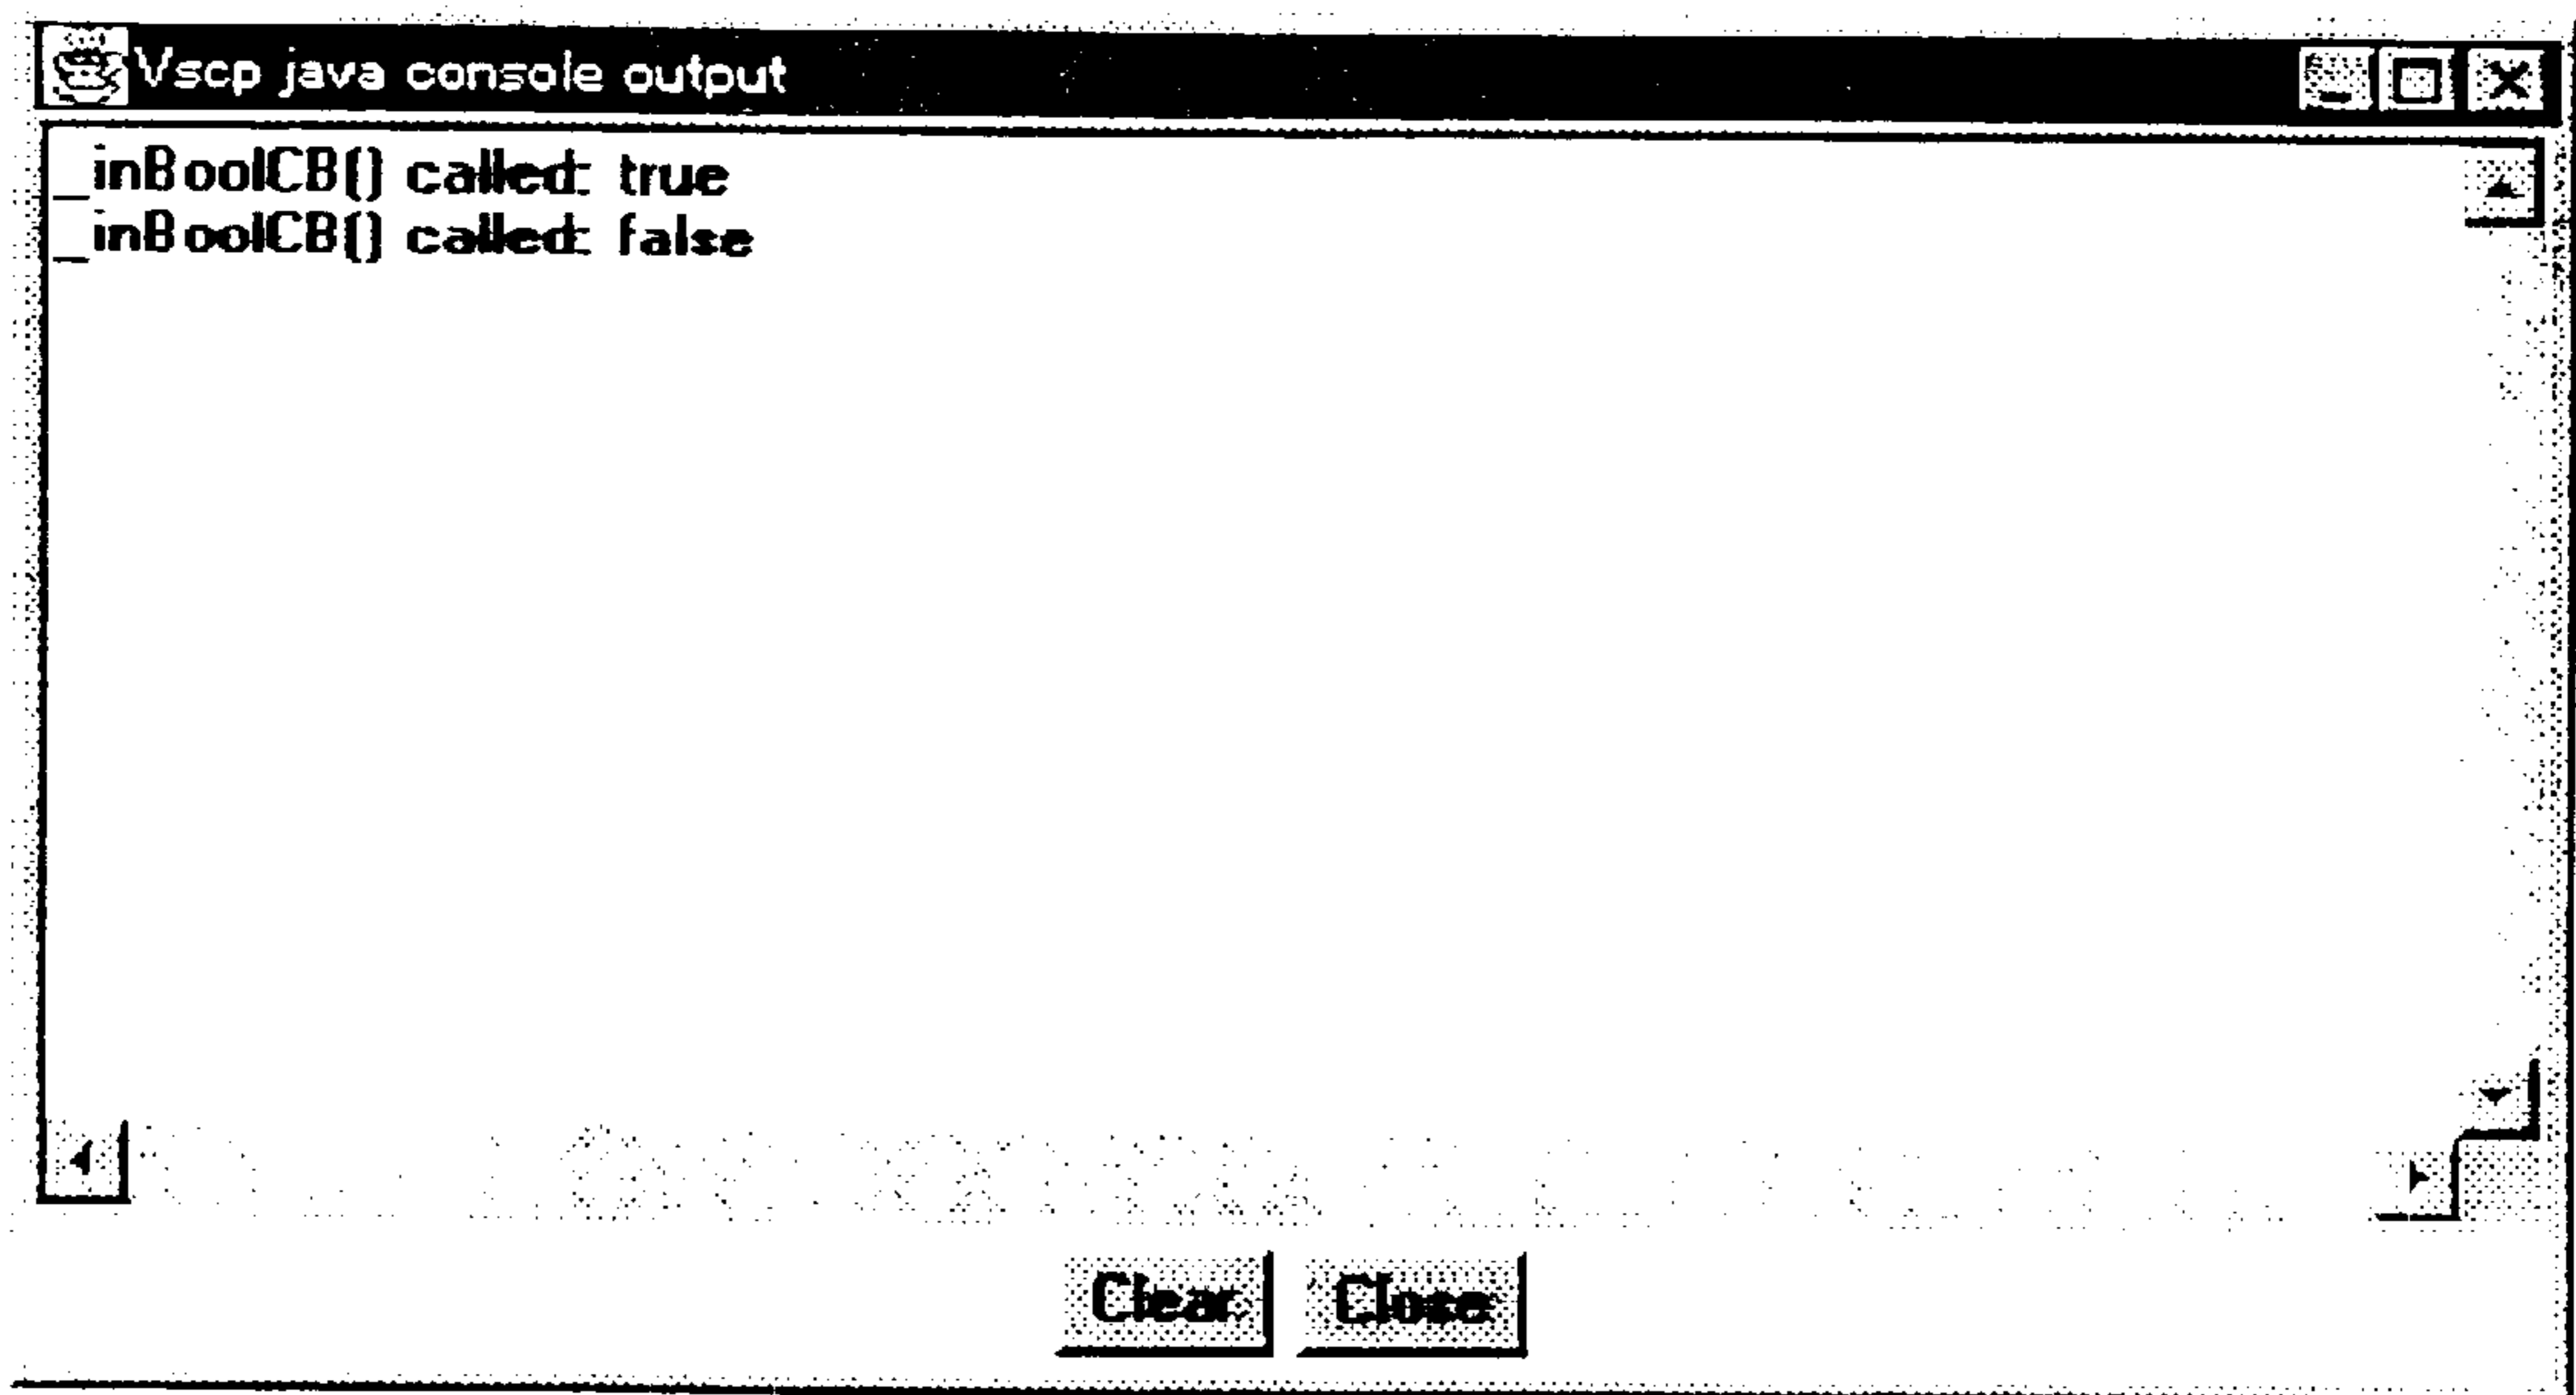 Vscp java console output
_inBoolCB() called: true
_inBoolCB() called: false
Clear Close